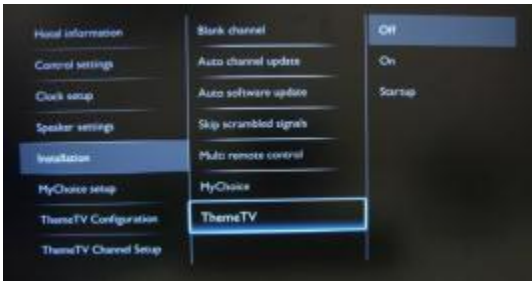 Hotel information
Control settings
Clock setup
Speaker settings
Installation
MyChoice setup
ThemeTV Configuration
ThemeTV Channel Setup
Blank channel
Auto channel update
Auto software update
Skip scrambled signals
Multi remote control
MyChoice
ThemeTV
Off
On
Startup